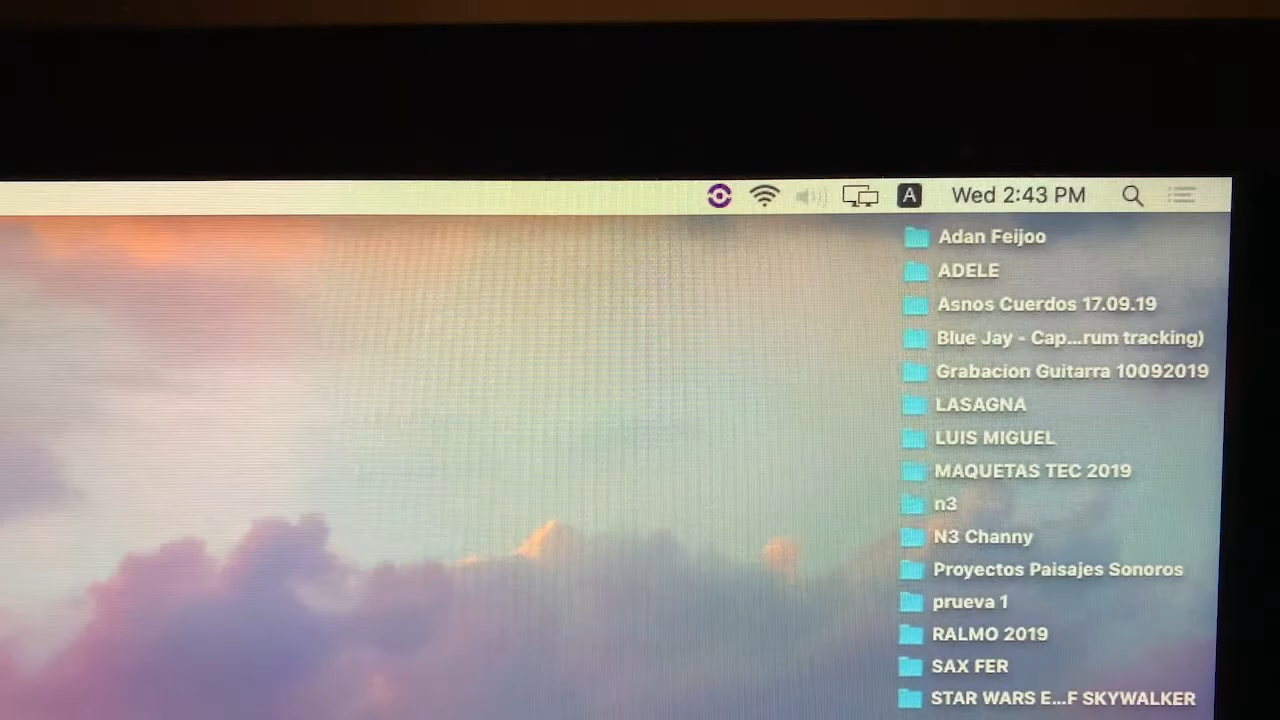 A Wed 2:43 PM
Adan Feijoo
ADELE
Asnos Cuerdos 17.09.19
Blue Jay - Cap...rum tracking)
Grabacion Guitarra 10092019
LASAGNA
LUIS MIGUEL
MAQUETAS TEC 2019
n3
N3 Channy
Proyectos Paisajes Sonoros
prueva 1
RALMO 2019
SAX FER
STAR WARS E...F SKYWALKER